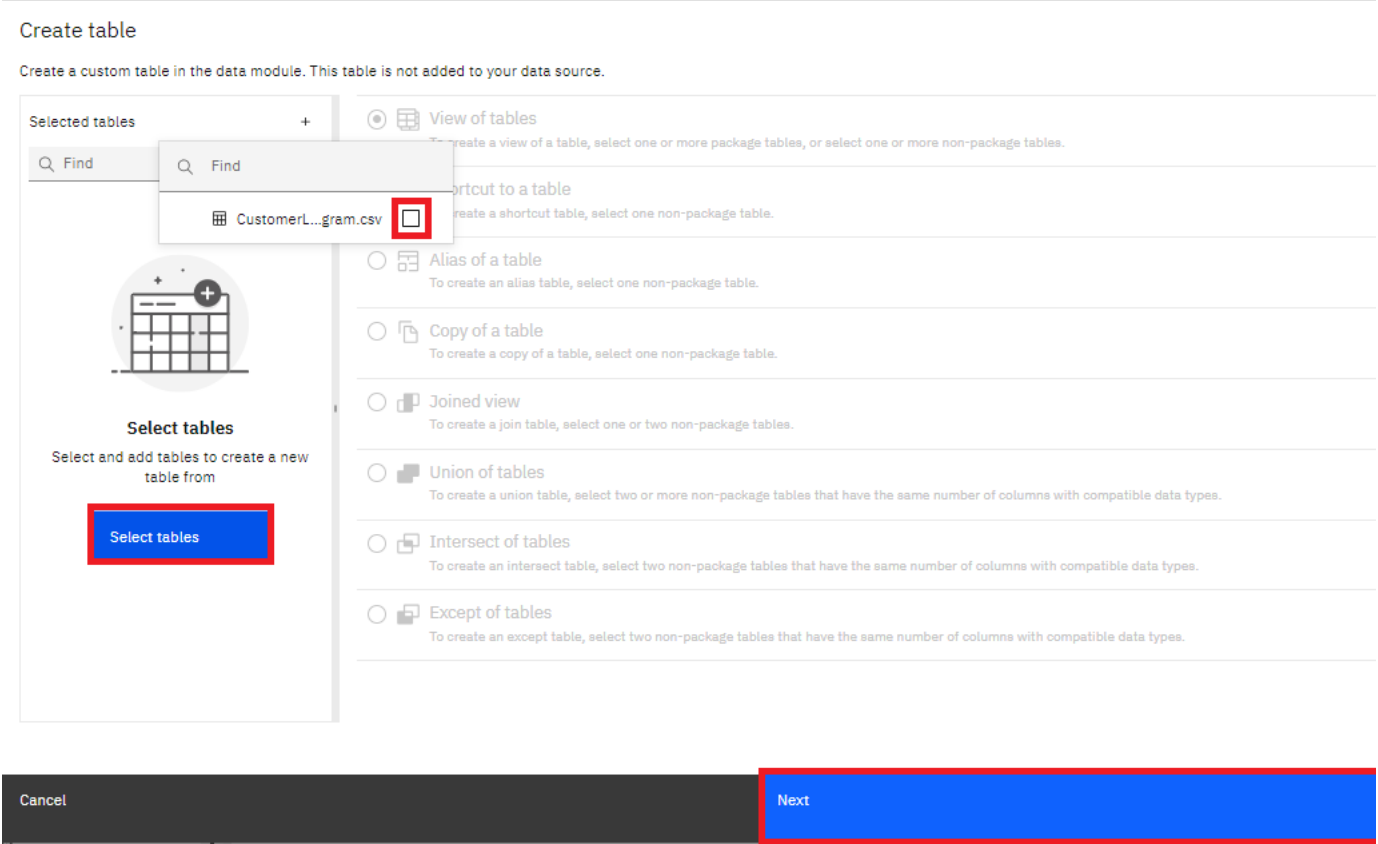 Create table
Create a custom table in the data module. This table is not added to your data source.
Selected tables +
Find
Find
CustomerL...gram.csv
Select tables
Select and add tables to create a new
table from
Select tables
View of tables
create a view of a table, select one or more package tables, or select one or more non-package tables.
to a table
a shortcut table, select one non-package table.
Alias of a table
To create an alias table, select one non-package table.
Copy of a table
To create a copy of a table, select one non-package table.
Joined view
To create a join table, select one or two non-package tables.
Union of tables
To create a union table, select two or more non-package tables that have the same number of columns with compatible data types.
Intersect of tables
To create an intersect table, select two non-package tables that have the same number of columns with compatible data types.
Except of tables
To create an except table, select two non-package tables that have the same number of columns with compatible data types.
Cancel
Next